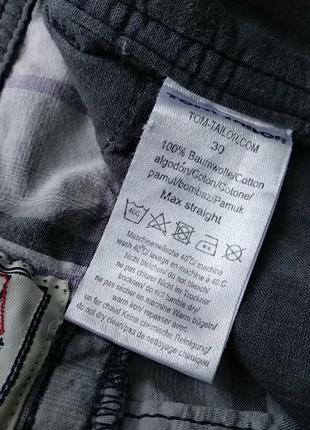 TOM-TAILOR.COM
30
100% Baumwolle/Cotton
algodón/Coton/Cotone/
pamut/bombaz/Pamuk
Max straight
40C
Maschinenwäsche 40°C/machine
wash 40°C/lavage en machine á 40 C
Nicht bleichen/ do not bleach/
ne pas chlorer Nicht im Trockner
trocknen/ do not tumble dry/
ne pas sécher en machine Warm bügeln/
warm iron/repasser avec
un fer chaud Keine chemische Reinigung/
do not dry clean/pas de nettoyage chimique